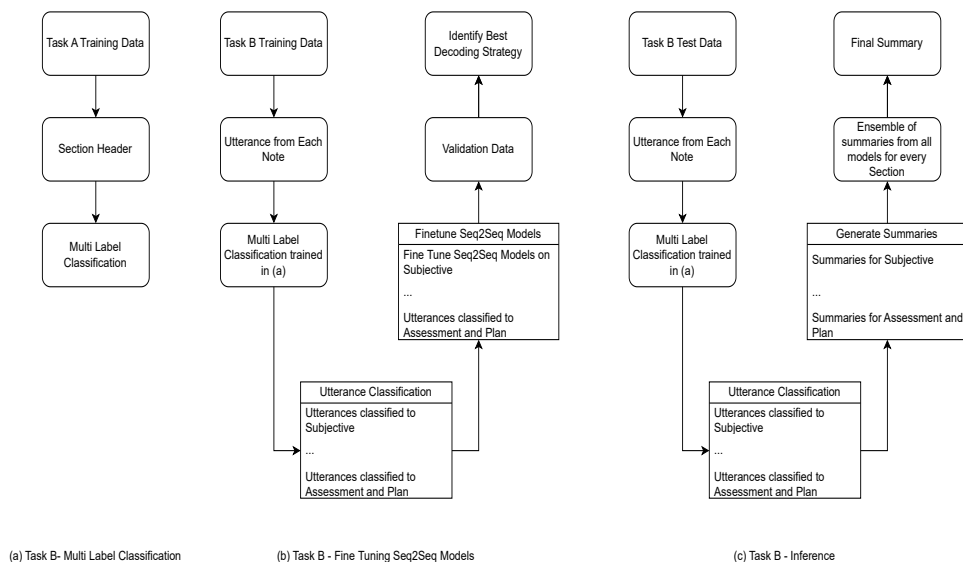 Task A Training Data
Section Header
Multi Label
Classification
(a) Task B- Multi Label Classification
Task B Training Data
Utterance from Each
Note
Multi Label
Classification trained
in (a)
Utterance Classification
Utterances classified to
Subjective
...
Utterances classified to
Assessment and Plan
Finetune Seq2Seq Models
Fine Tune Seq2Seq Models on
Subjective
...
Utterances classified to
Assessment and Plan
Validation Data
Identify Best
Decoding Strategy
(b) Task B - Fine Tuning Seq2Seq Models
Task B Test Data
Utterance from Each
Note
Multi Label
Classification trained
in (a)
Utterance Classification
Utterances classified to
Subjective
...
Utterances classified to
Assessment and Plan
Generate Summaries
Summaries for Subjective
...
Summaries for Assessment and
Plan
Ensemble of
summaries from all
models for every
Section
Final Summary
(c) Task B - Inference